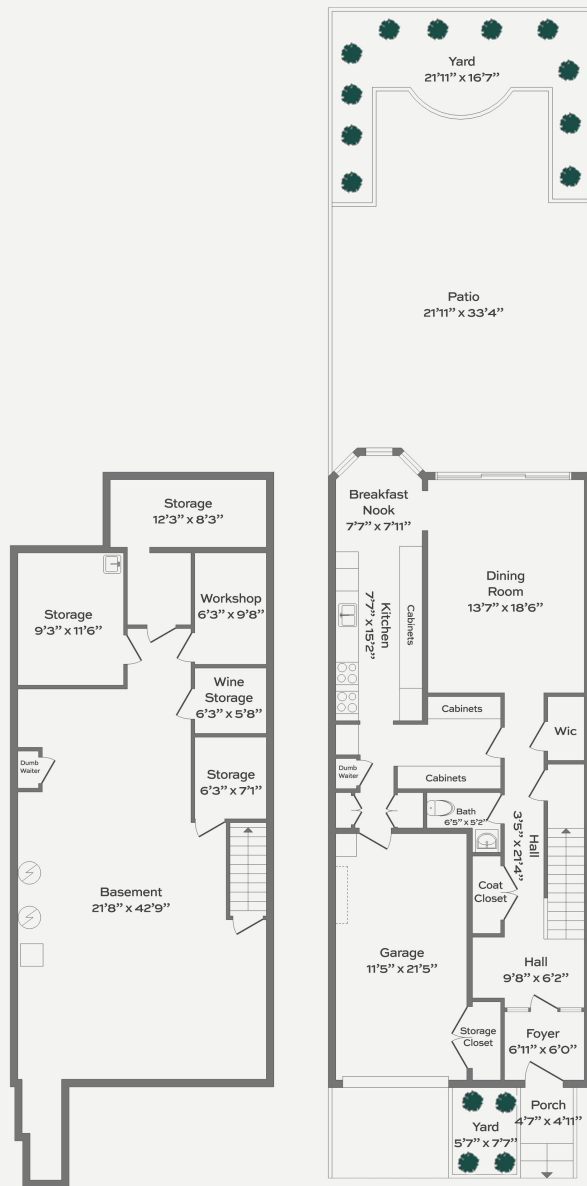 Yard
21'11" x 16'7"
Patio
21'11" x 33'4"
Storage
12'3" x 8'3"
Storage
9'3" x 11'6"
Workshop
6'3" x 9'8"
Wine
Storage
6'3" x 5'8"
Dumb
Waiter
Storage
6'3" x 7'1"
Basement
21'8" x 42'9"
Breakfast
Nook
7'7" x 7'11"
Kitchen
7'7" x 15'2"
Cabinets
Dining
Room
13'7" x 18'6"
Cabinets
Wic
Dumb
Waiter
Cabinets
Bath
6'5" x 5'2"
Hall
3'5" x 21'4"
Coat
Closet
Garage
11'5" x 21'5"
Hall
9'8" x 6'2"
Storage
Closet
Foyer
6'11" x 6'0"
Yard
5'7" x 7'7"
Porch
4'7" x 4'11"